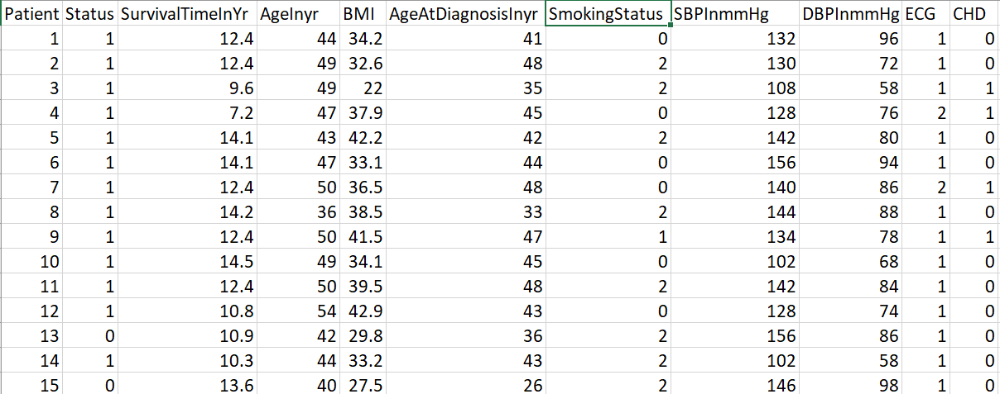 Patient Status SurvivalTimeInYr AgeInyr BMI AgeAtDiagnosisInyr SmokingStatus SBPInmmHg DBPInmmHg ECG CHD
1 1 12.4 44 34.2 41 0 132 96 1 0
2 1 12.4 49 32.6 48 2 130 72 1 0
3 1 9.6 49 22 35 2 108 58 1 1
4 1 7.2 47 37.9 45 0 128 76 2 1
5 1 14.1 43 42.2 42 2 142 80 1 0
6 1 14.1 47 33.1 44 0 156 94 1 0
7 1 12.4 50 36.5 48 0 140 86 2 1
8 1 14.2 36 38.5 33 2 144 88 1 0
9 1 12.4 50 41.5 47 1 134 78 1 1
10 1 14.5 49 34.1 45 0 102 68 1 0
11 1 12.4 50 39.5 48 2 142 84 1 0
12 1 10.8 54 42.9 43 0 128 74 1 0
13 0 10.9 42 29.8 36 2 156 86 1 0
14 1 10.3 44 33.2 43 2 102 58 1 0
15 0 13.6 40 27.5 26 2 146 98 1 0